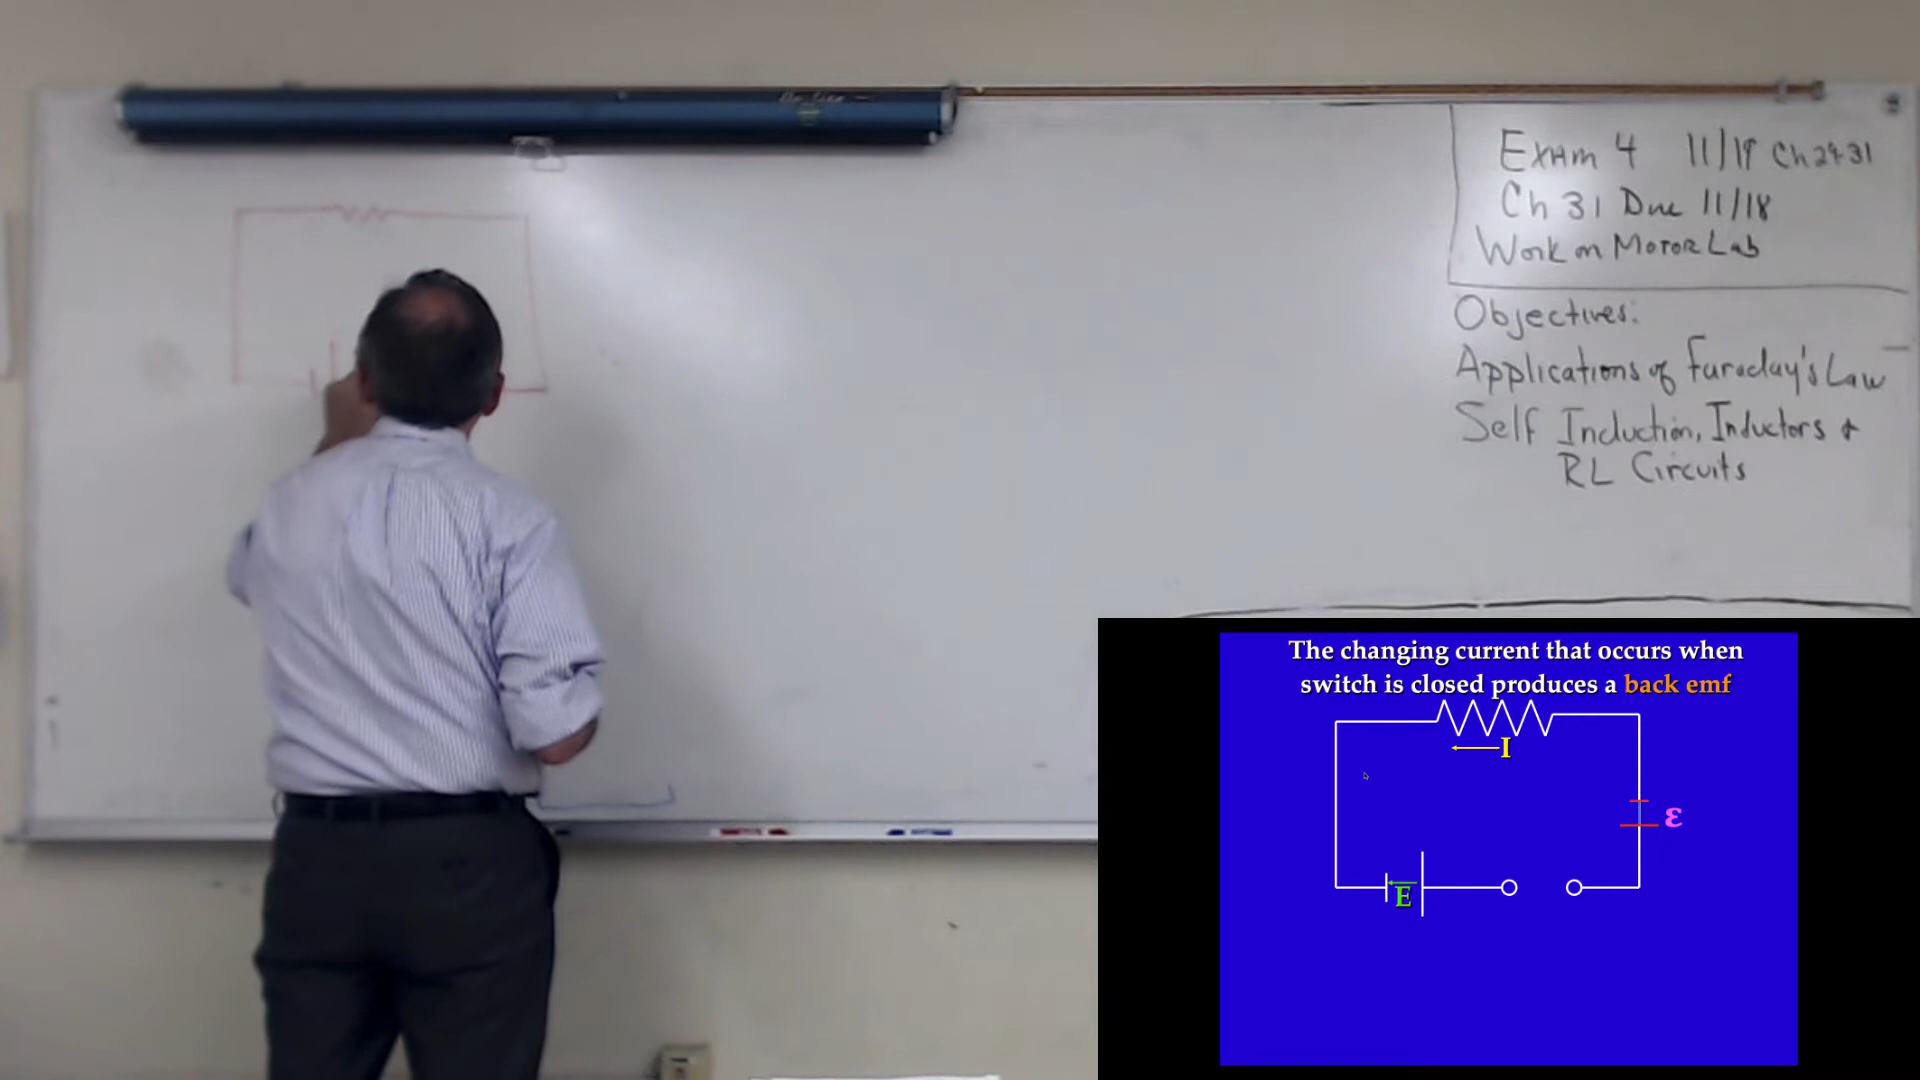 Exam 4 11/19 Ch 29-31
Ch 31 Due 11/18
Work on Motor Lab
Objectives:
Applications of Faraday's Law
Self Induction, Inductors &
RL Circuits
The changing current that occurs when
switch is closed produces a back emf
I
ε
E